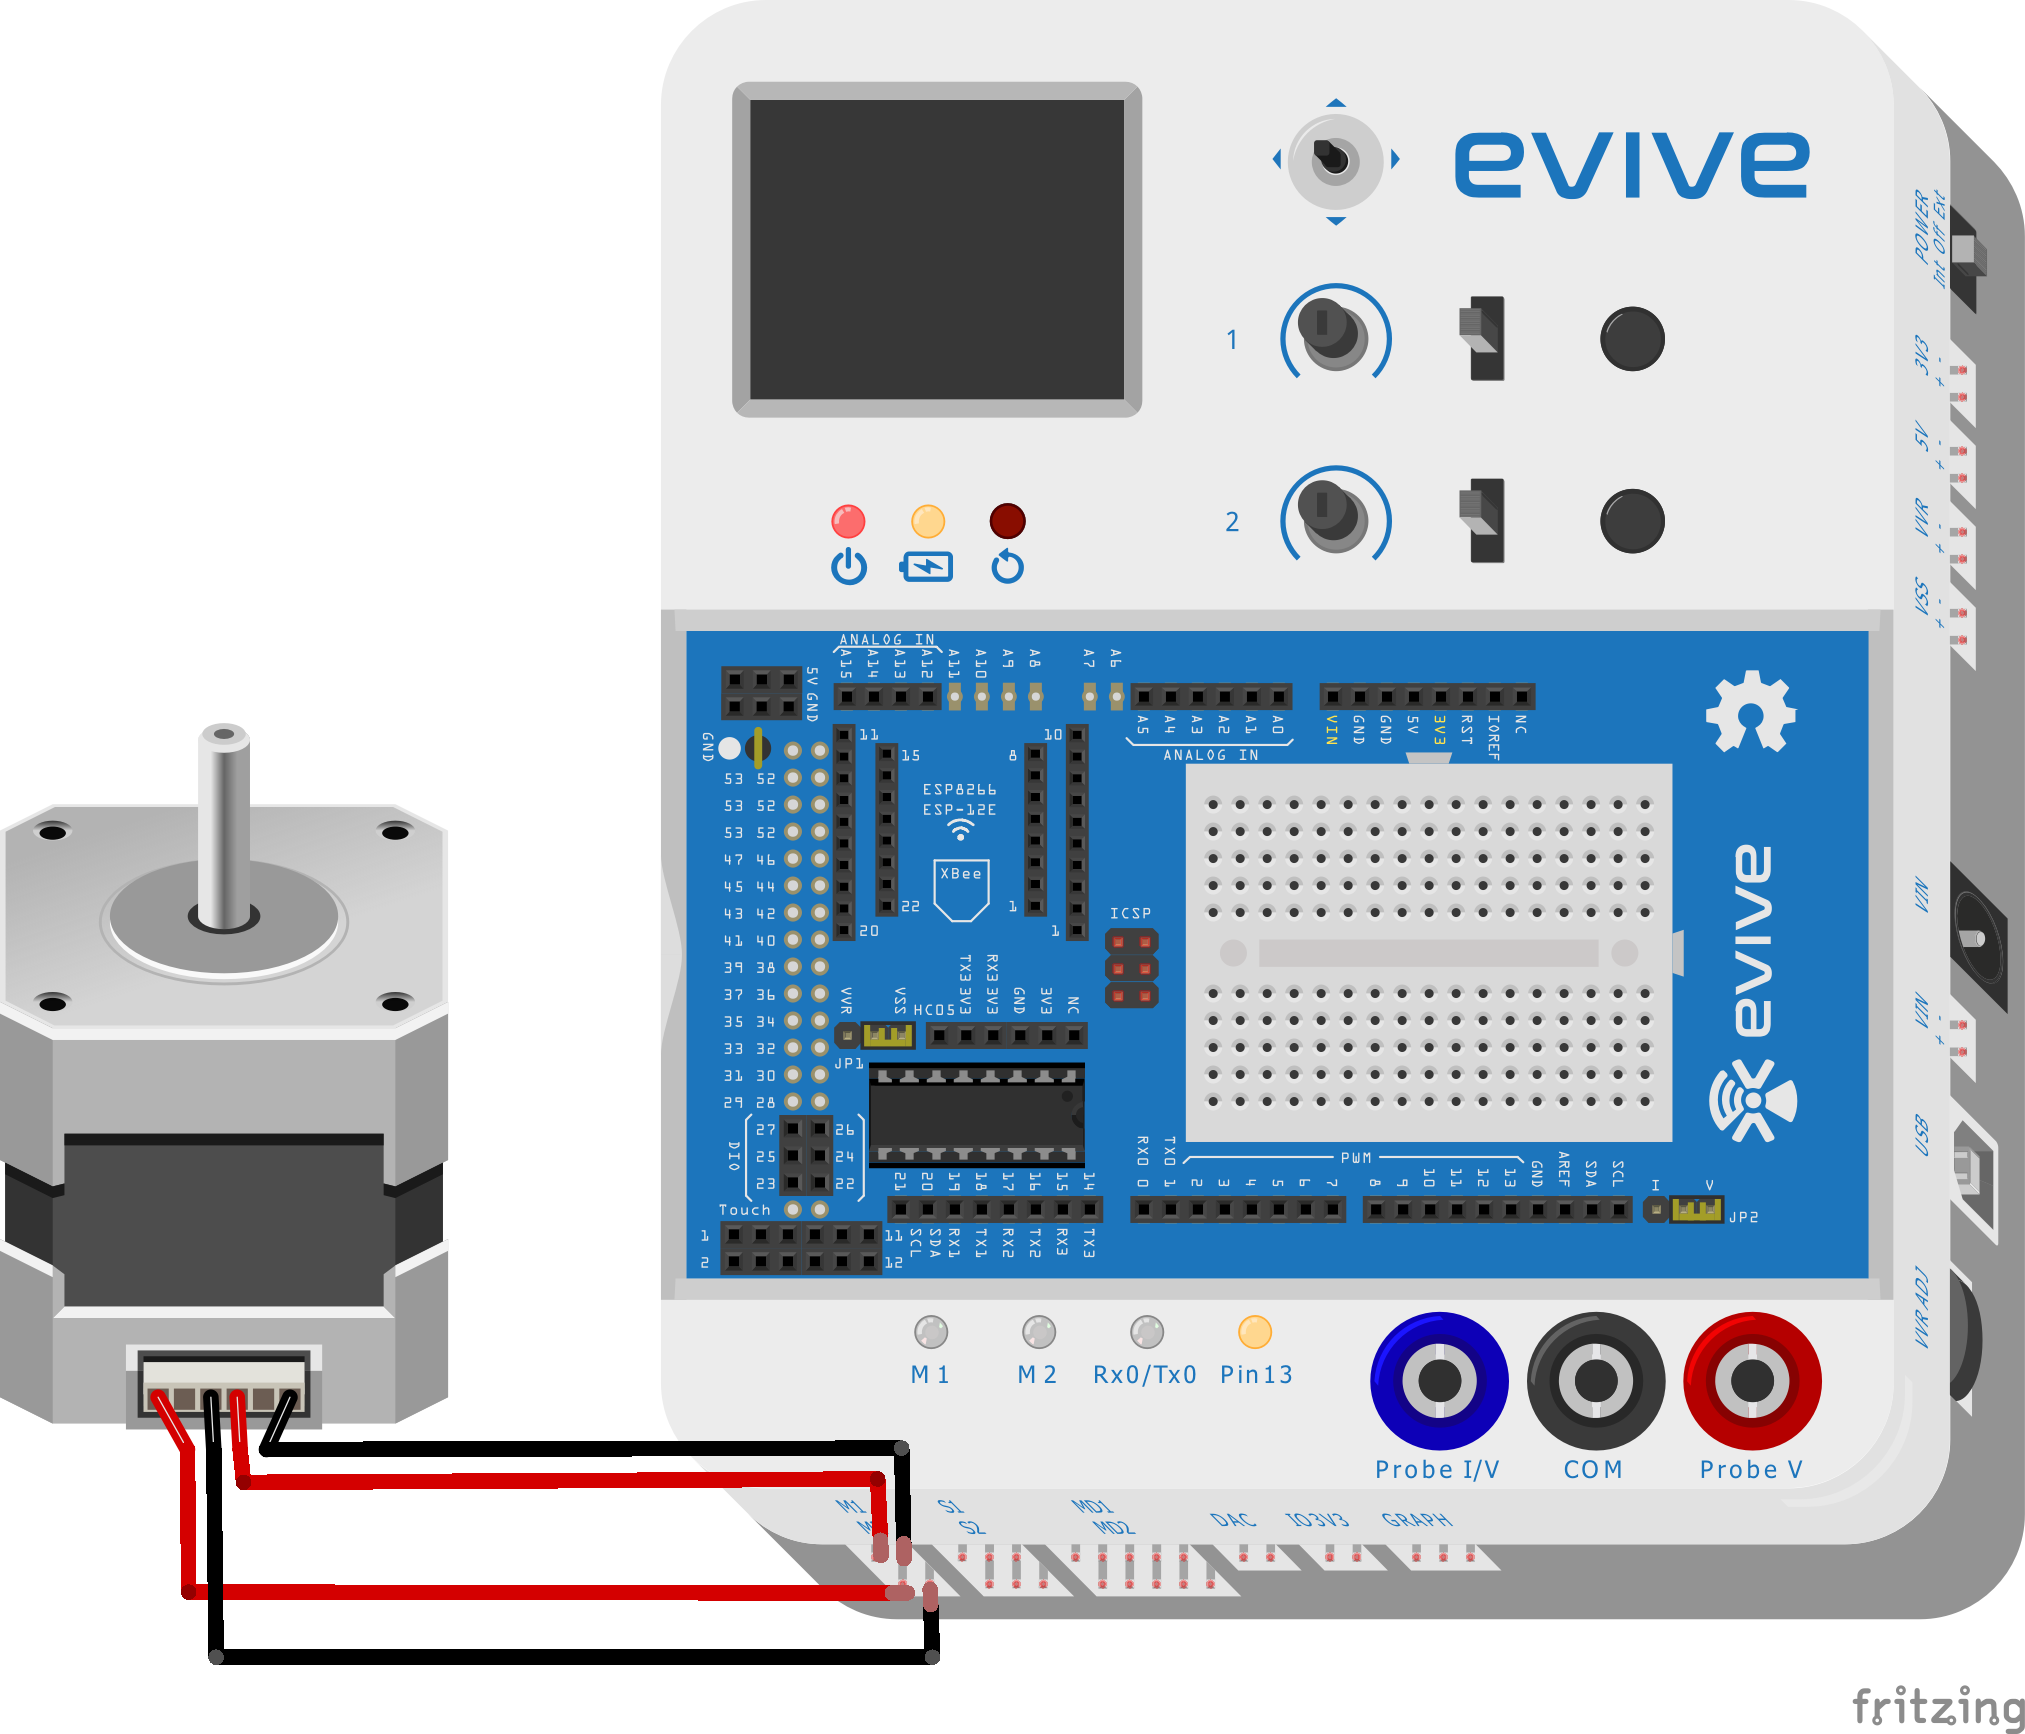 evive
POWER
Int Off Ext
1
3V3
+ -
5V
+ -
2
VVR
+ -
VSS
+ -
ANALOG IN
A15 A14 A13 A12 A11 A10 A9 A8 A7 A6
5V GND
A5 A4 A3 A2 A1 A0
VIN GND GND 5V 3V3 RST IOREF NC
ANALOG IN
GND
11 10
15 8
53 52
ESP8266
53 52
ESP-12E
53 52
47 46
XBee
45 44
22 1
43 42
ICSP
20 1
41 40
39 38
37 36
TX3 3V3 RX3 3V3 GND 3V3 NC
VVR VSS HC05
35 34
33 32
JP1
31 30
29 28
evive
VIN
VIN
+ -
USB
VVR ADJ
DIO
27 26
25 24
23 22
RX0 TX0
PWM
21 20 19 18 17 16 15 14
0 1 2 3 4 5 6 7
8 9 10 11 12 13 GND AREF SDA SCL
I V
JP2
Touch
1 11
2 12
SCL SDA RX1 TX1 RX2 TX2 RX3 TX3
M1 M2 Rx0/Tx0 Pin13
Probe I/V COM Probe V
M1 S1 MD1
S2 MD2 DAC IO3V3 GRAPH
fritzing